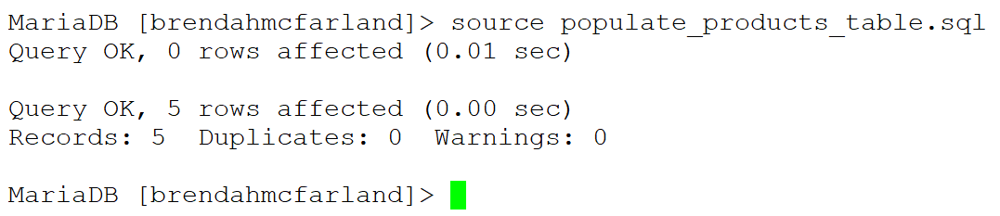 MariaDB [brendahmcfarland]> source populate_products_table.sql
Query OK, 0 rows affected (0.01 sec)
Query OK, 5 rows affected (0.00 sec)
Records: 5  Duplicates: 0  Warnings: 0
MariaDB [brendahmcfarland]>